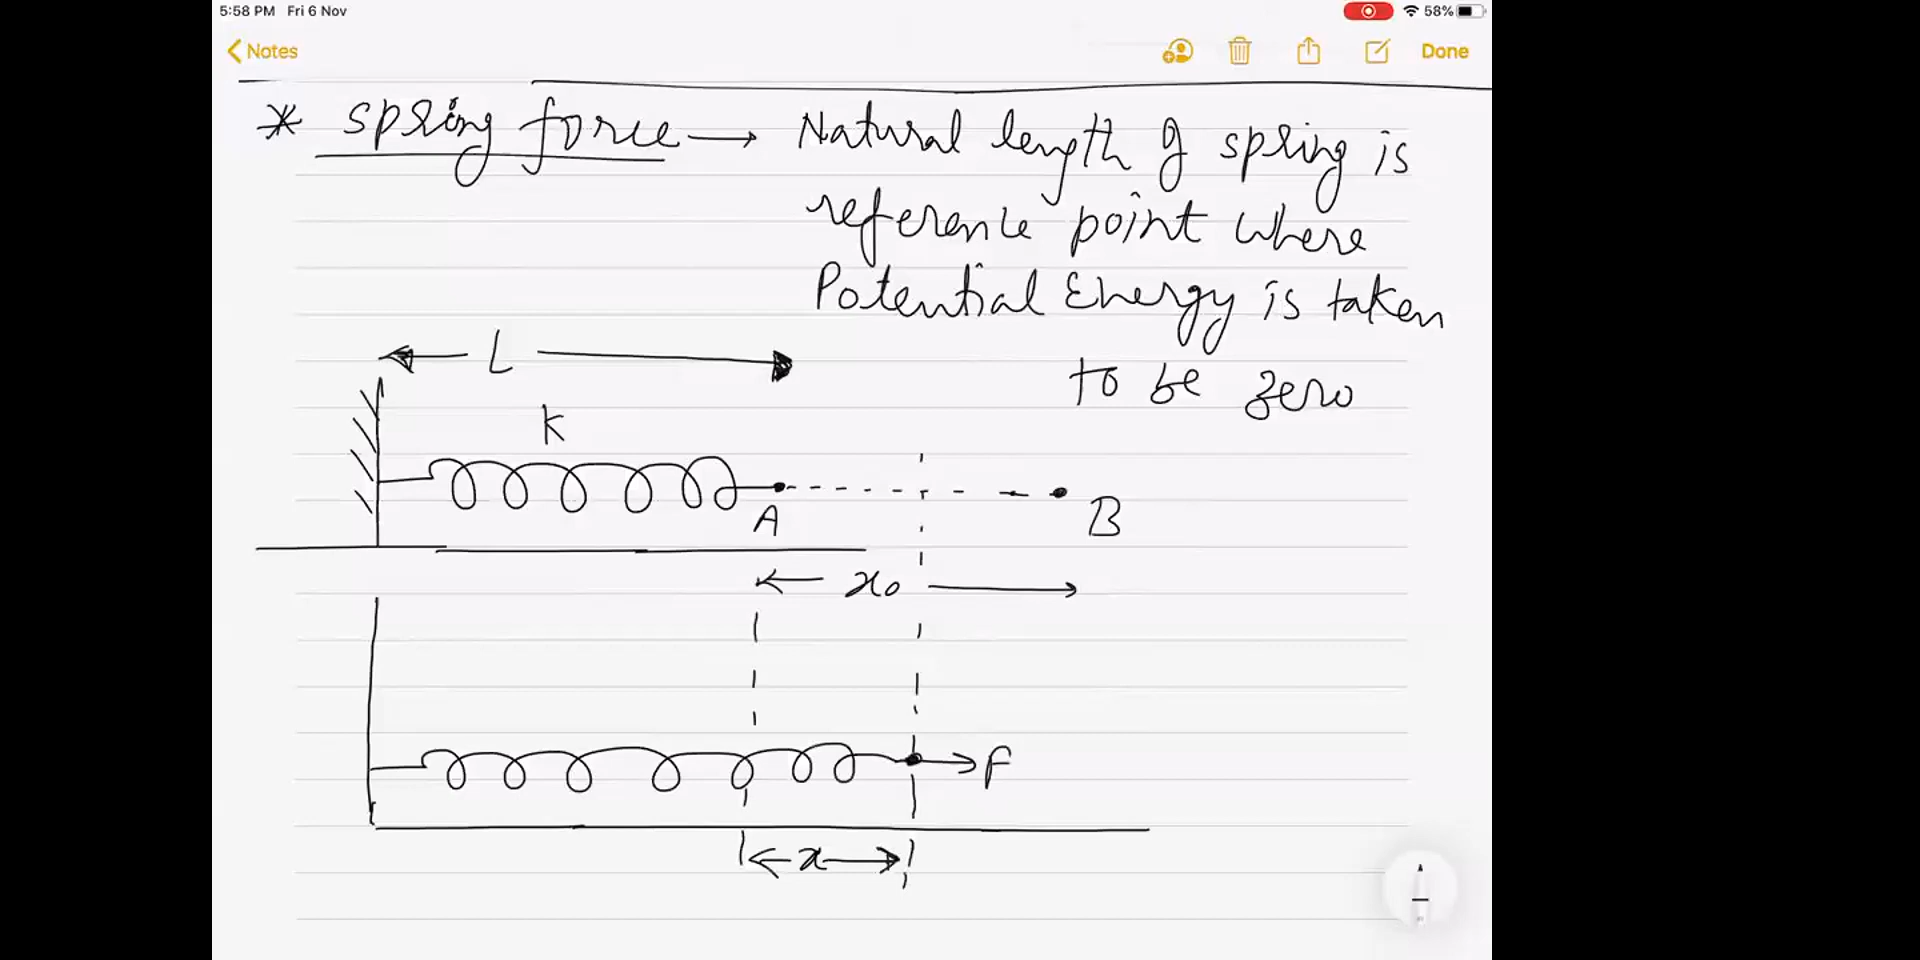 5:58 PM Fri 6 Nov
58%
Notes
Done
* spring force → Natural length of spring is
reference point where
Potential Energy is taken
to be zero
L
k
A
B
x₀
F
x